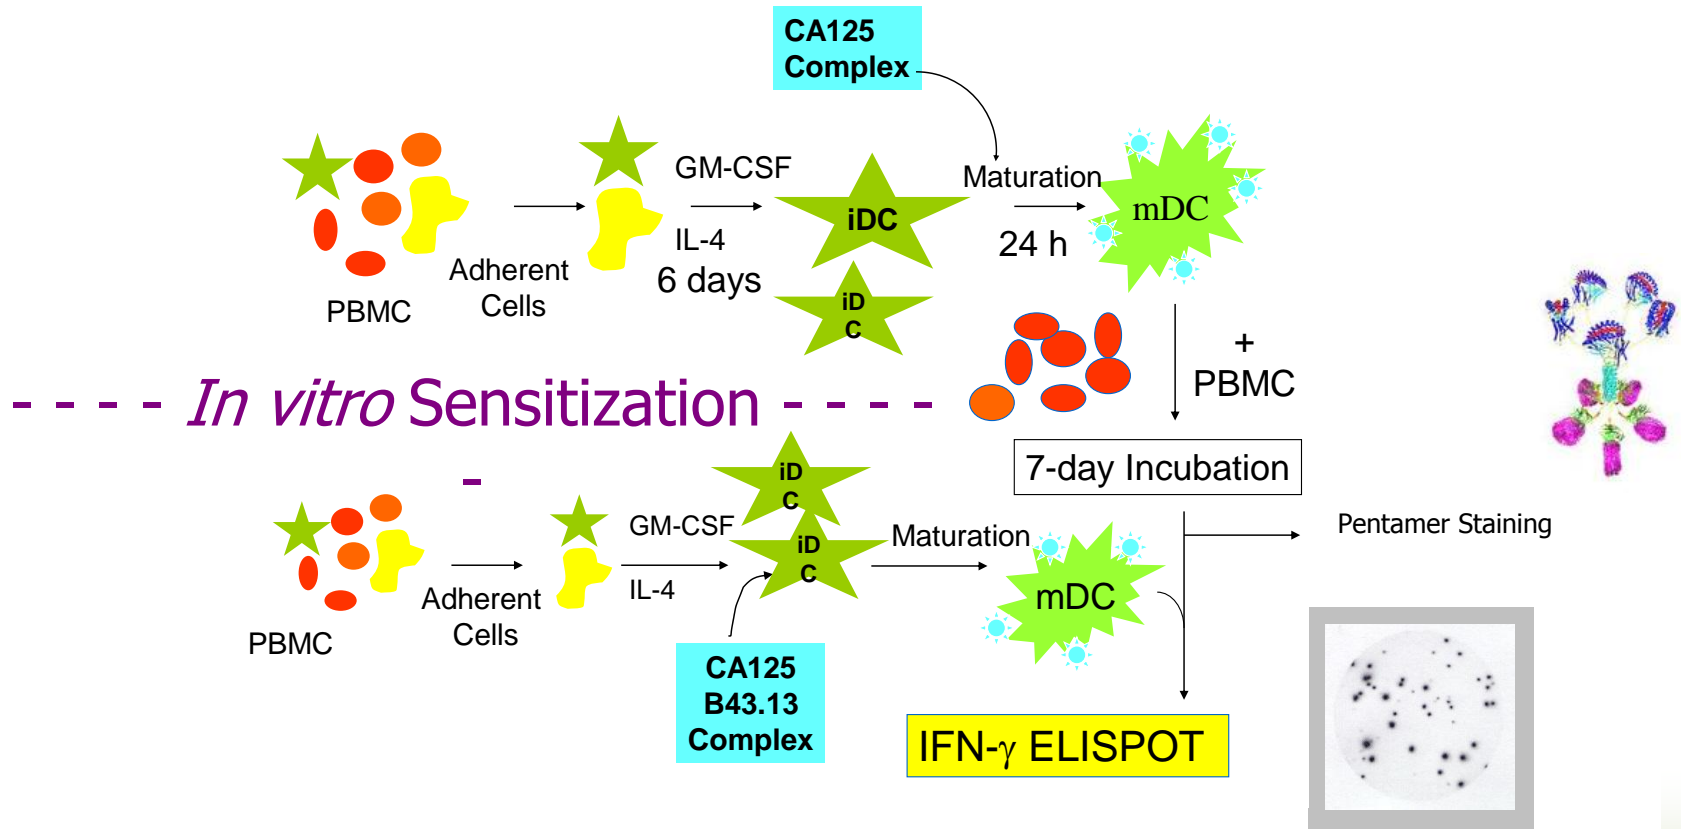 CA125
Complex
GM-CSF
Maturation
iDC
mDC
IL-4
24 h
Adherent
Cells
6 days
PBMC
iD
C
+
PBMC
- - - - In vitro Sensitization - - - -
-
7-day Incubation
iD
C
GM-CSF
Maturation
Pentamer Staining
iD
C
IL-4
mDC
Adherent
Cells
PBMC
CA125
B43.13
Complex
IFN-γ ELISPOT